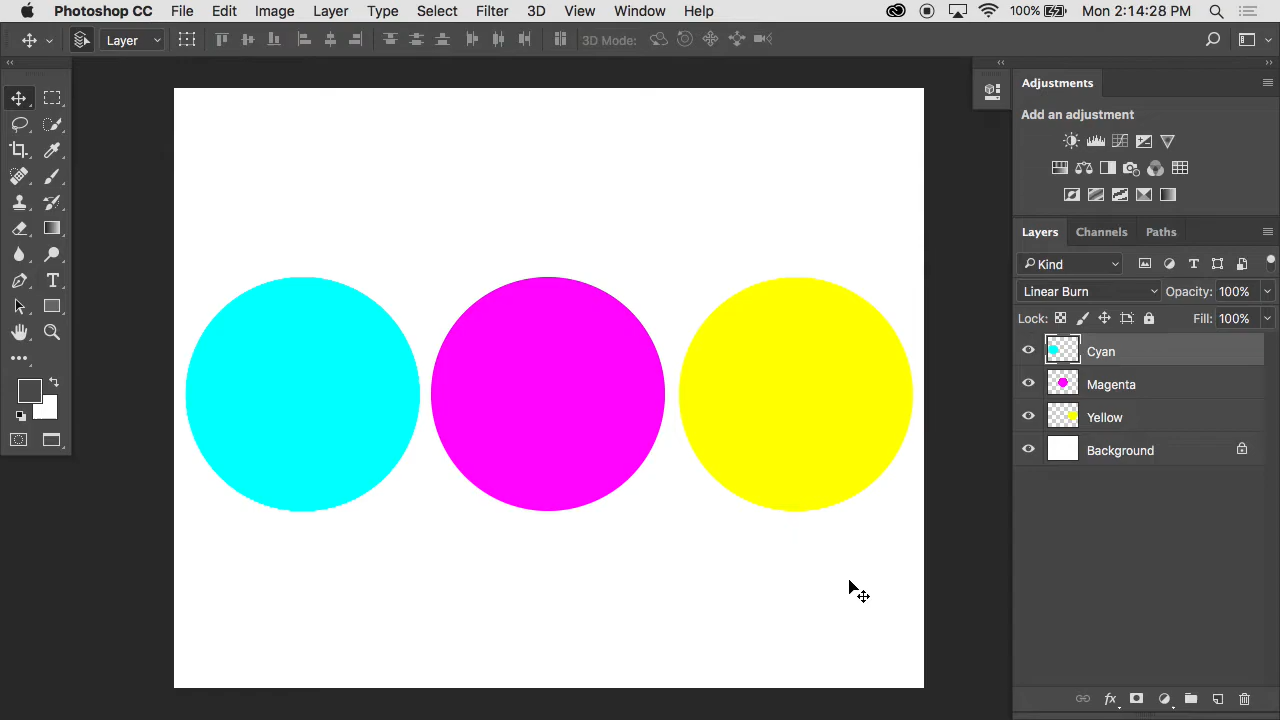 Photoshop CC File Edit Image Layer Type Select Filter 3D View Window Help 100% Mon 2:14:28 PM
Layer 3D Mode:
Adjustments
Add an adjustment
Layers Channels Paths
Kind
Linear Burn Opacity: 100%
Lock: Fill: 100%
Cyan
Magenta
Yellow
Background